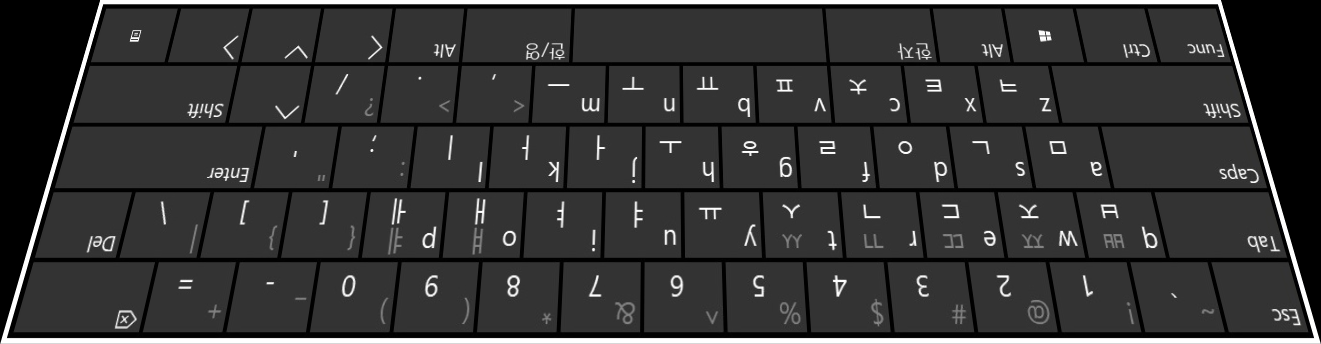 Esc ~ ` ! 1 @ 2 # 3 $ 4 % 5 ^ 6 & 7 * 8 ( 9 ) 0 _ - + =
Tab q ㅃ ㅂ w ㅉ ㅈ e ㄸ ㄷ r ㄲ ㄱ t ㅆ ㅅ y ㅛ u ㅕ i ㅑ o ㅒ ㅐ p ㅖ ㅔ { [ } ] | \ Del
Caps a ㅁ s ㄴ d ㅇ f ㄹ g ㅎ h ㅗ j ㅓ k ㅏ l ㅣ : ; " ' Enter
Shift z ㅋ x ㅌ c ㅊ v ㅍ b ㅠ n ㅜ m ㅡ < , > . ? / Shift
Func Ctrl Alt 한자 한/영 Alt